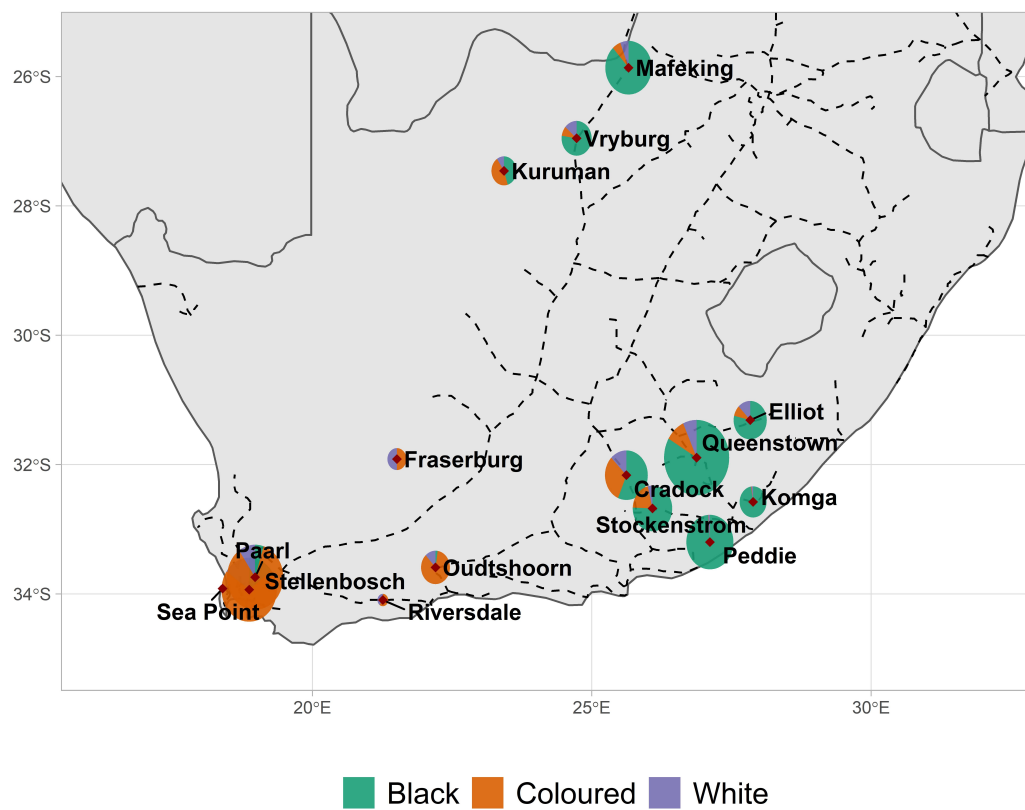 26°S
28°S
30°S
32°S
34°S
Mafeking
Vryburg
Kuruman
Elliot
Queenstown
Fraserburg
Cradock
Komga
Stockenstrom
Paarl
Peddie
Oudtshoorn
Stellenbosch
Sea Point
Riversdale
20°E
25°E
30°E
Black
Coloured
White